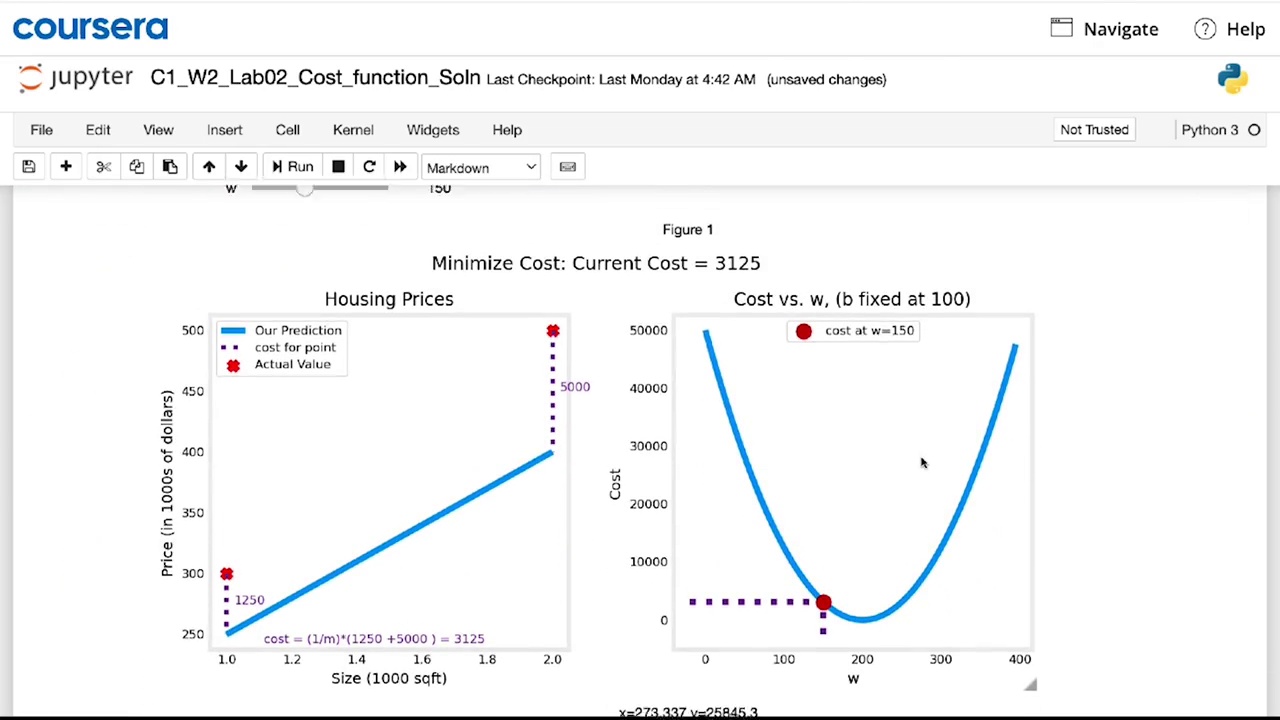 coursera
Navigate
Help
jupyter C1_W2_Lab02_Cost_function_Soln Last Checkpoint: Last Monday at 4:42 AM (unsaved changes)
File Edit View Insert Cell Kernel Widgets Help
Not Trusted
Python 3
Run
Markdown
w 150
Figure 1
Minimize Cost: Current Cost = 3125
Housing Prices
Our Prediction
cost for point
Actual Value
500
450
400
350
300
250
Price (in 1000s of dollars)
5000
1250
cost = (1/m)*(1250 +5000 ) = 3125
1.0 1.2 1.4 1.6 1.8 2.0
Size (1000 sqft)
Cost vs. w, (b fixed at 100)
cost at w=150
50000
40000
30000
20000
10000
0
Cost
0 100 200 300 400
w
x=273.337 y=25845.3